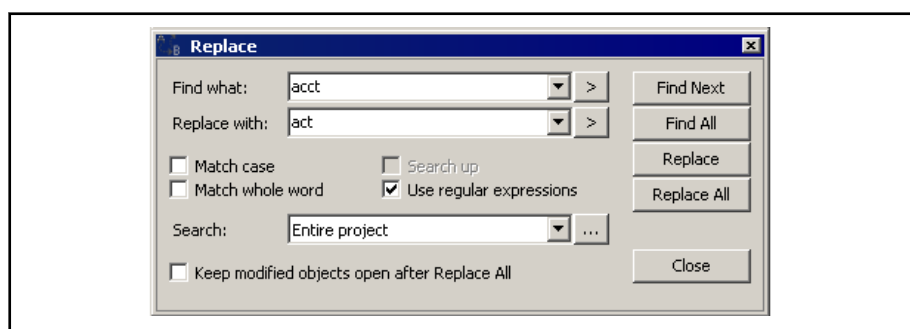 Replace
Find what: acct > Find Next
Replace with: act > Find All
Match case Search up Replace
Match whole word Use regular expressions Replace All
Search: Entire project ...
Keep modified objects open after Replace All Close